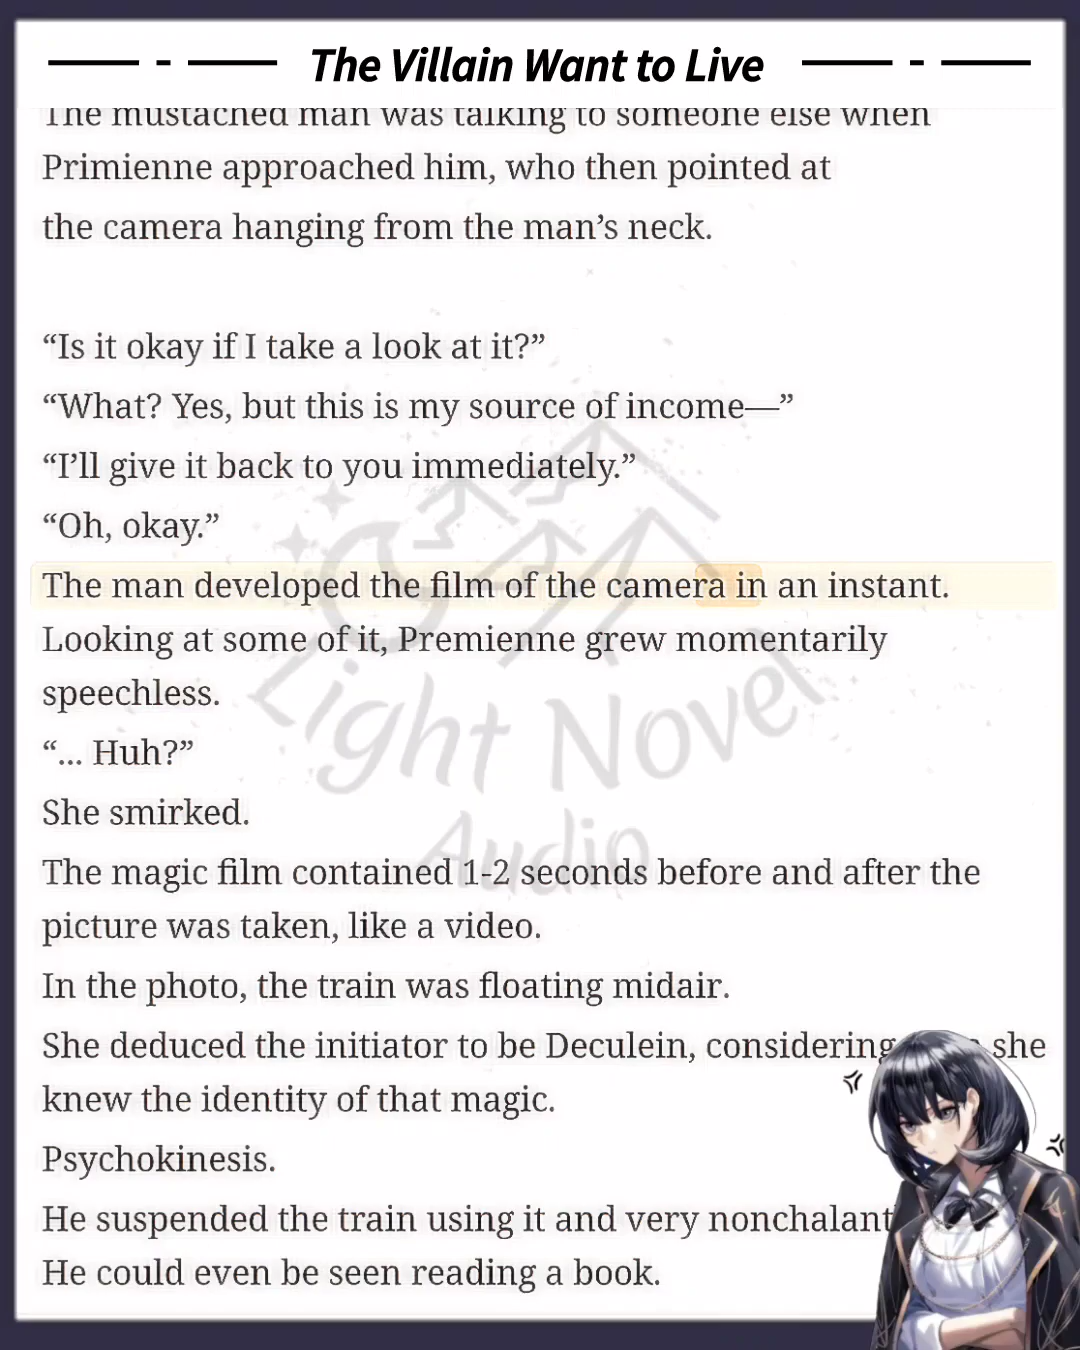 The Villain Want to Live
The mustached man was talking to someone else when
Primienne approached him, who then pointed at
the camera hanging from the man’s neck.
“Is it okay if I take a look at it?”
“What? Yes, but this is my source of income—”
“I’ll give it back to you immediately.”
“Oh, okay.”
The man developed the film of the camera in an instant.
Looking at some of it, Premienne grew momentarily
speechless.
“... Huh?”
She smirked.
The magic film contained 1-2 seconds before and after the
picture was taken, like a video.
In the photo, the train was floating midair.
She deduced the initiator to be Deculein, considering she
knew the identity of that magic.
Psychokinesis.
He suspended the train using it and very nonchalant
He could even be seen reading a book.
Light Novel
Audio